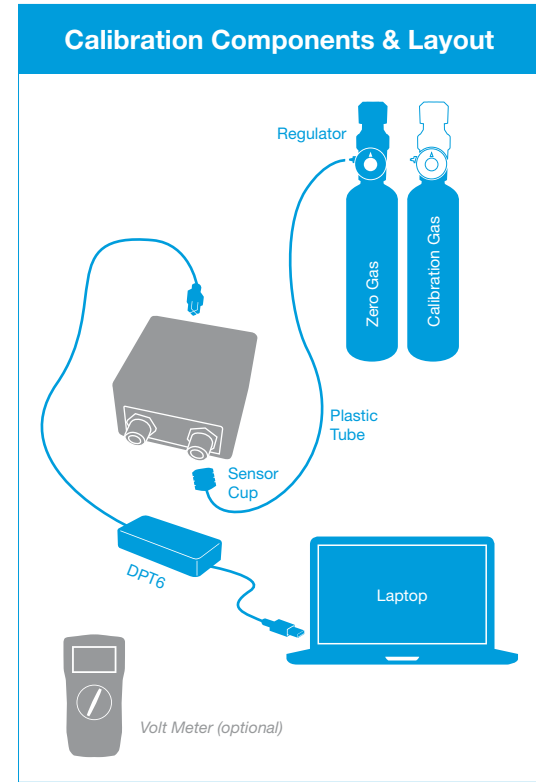 Calibration Components & Layout
Regulator
Zero Gas
Calibration Gas
Plastic
Tube
Sensor
Cup
DPT6
Laptop
Volt Meter (optional)